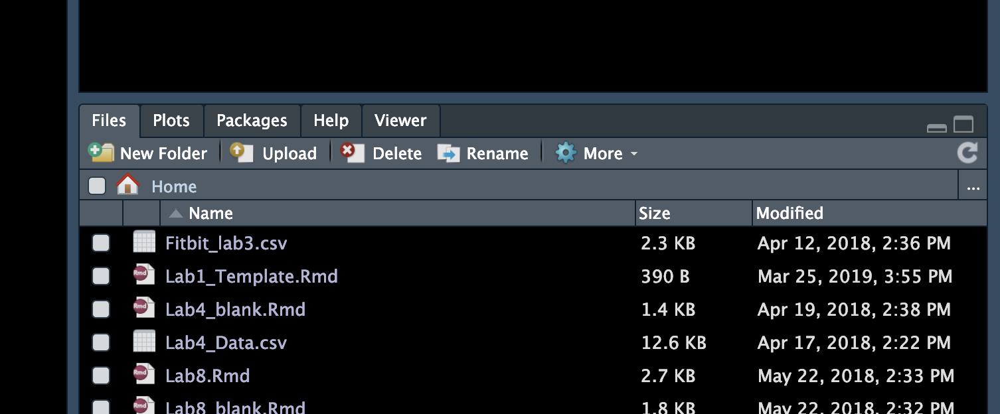 Files Plots Packages Help Viewer
New Folder Upload Delete Rename More
Home ...
Name Size Modified
Fitbit_lab3.csv 2.3 KB Apr 12, 2018, 2:36 PM
Rmd Lab1_Template.Rmd 390 B Mar 25, 2019, 3:55 PM
Rmd Lab4_blank.Rmd 1.4 KB Apr 19, 2018, 2:38 PM
Lab4_Data.csv 12.6 KB Apr 17, 2018, 2:22 PM
Rmd Lab8.Rmd 2.7 KB May 22, 2018, 2:33 PM
Rmd Lab8_blank.Rmd 1.8 KB May 22, 2018, 2:32 PM